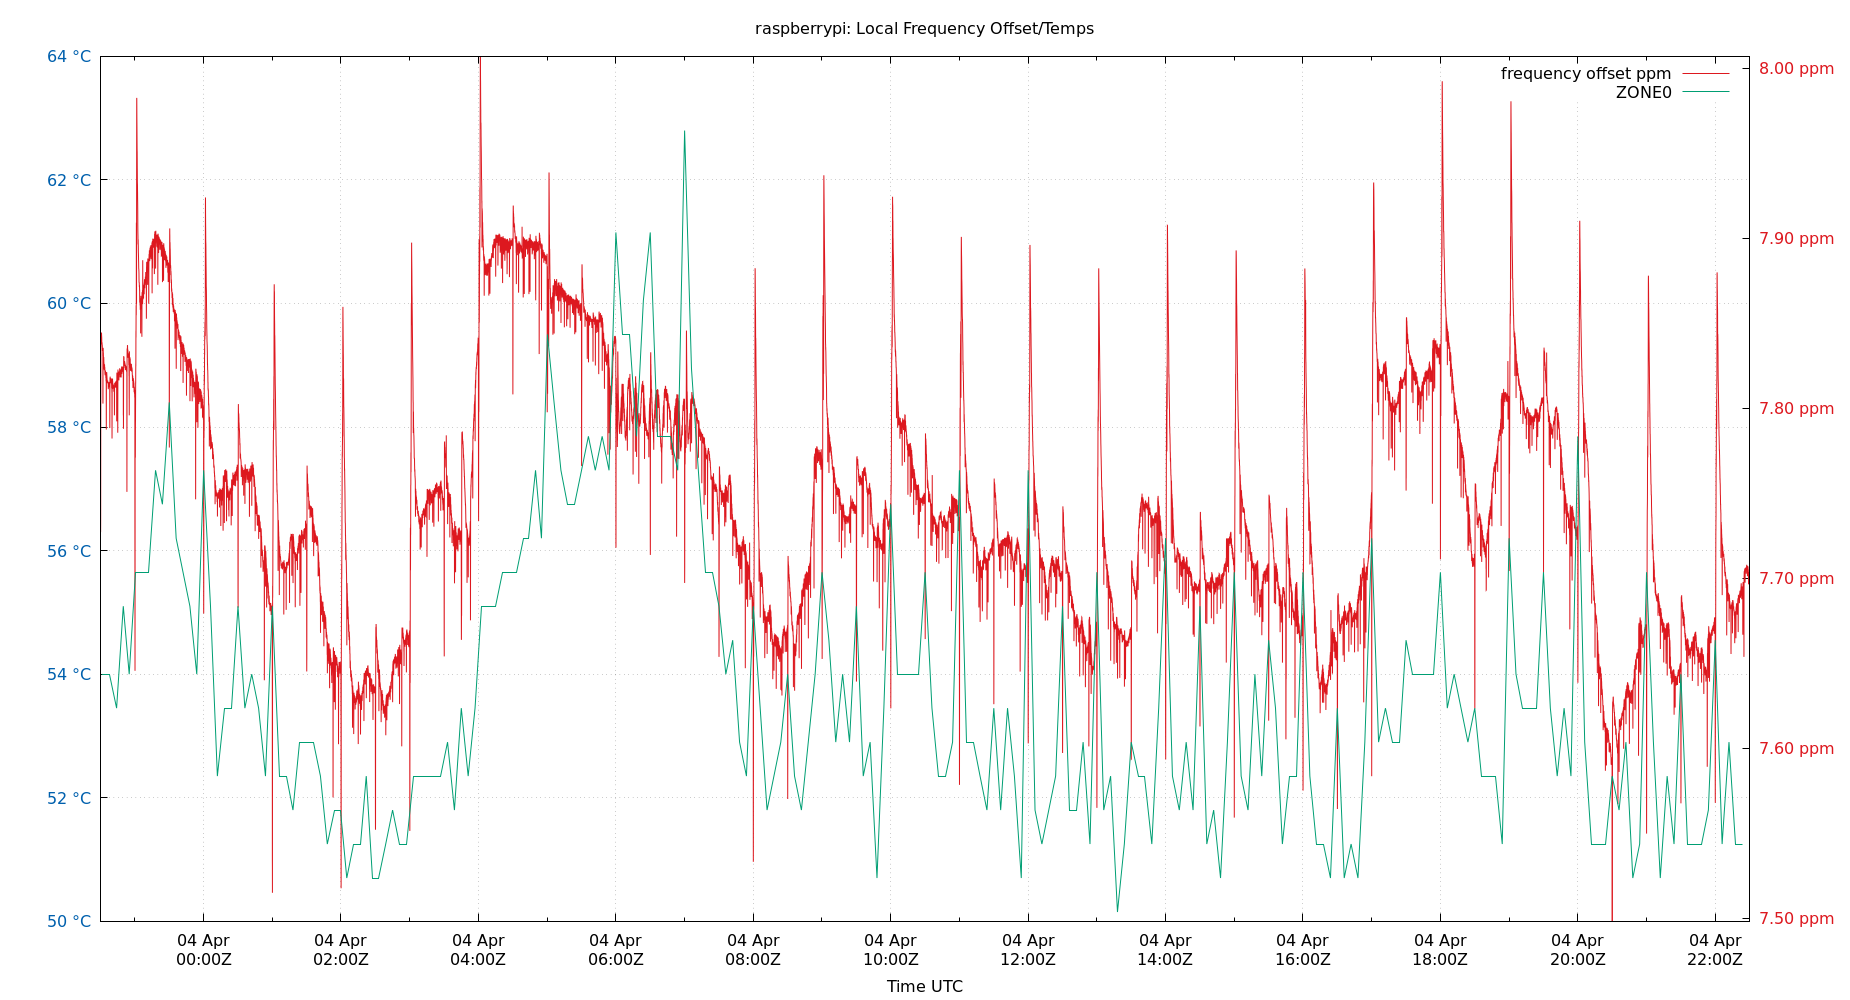 raspberrypi: Local Frequency Offset/Temps
64 °C
62 °C
60 °C
58 °C
56 °C
54 °C
52 °C
50 °C
frequency offset ppm
ZONE0
8.00 ppm
7.90 ppm
7.80 ppm
7.70 ppm
7.60 ppm
7.50 ppm
04 Apr
00:00Z
04 Apr
02:00Z
04 Apr
04:00Z
04 Apr
06:00Z
04 Apr
08:00Z
04 Apr
10:00Z
04 Apr
12:00Z
04 Apr
14:00Z
04 Apr
16:00Z
04 Apr
18:00Z
04 Apr
20:00Z
04 Apr
22:00Z
Time UTC